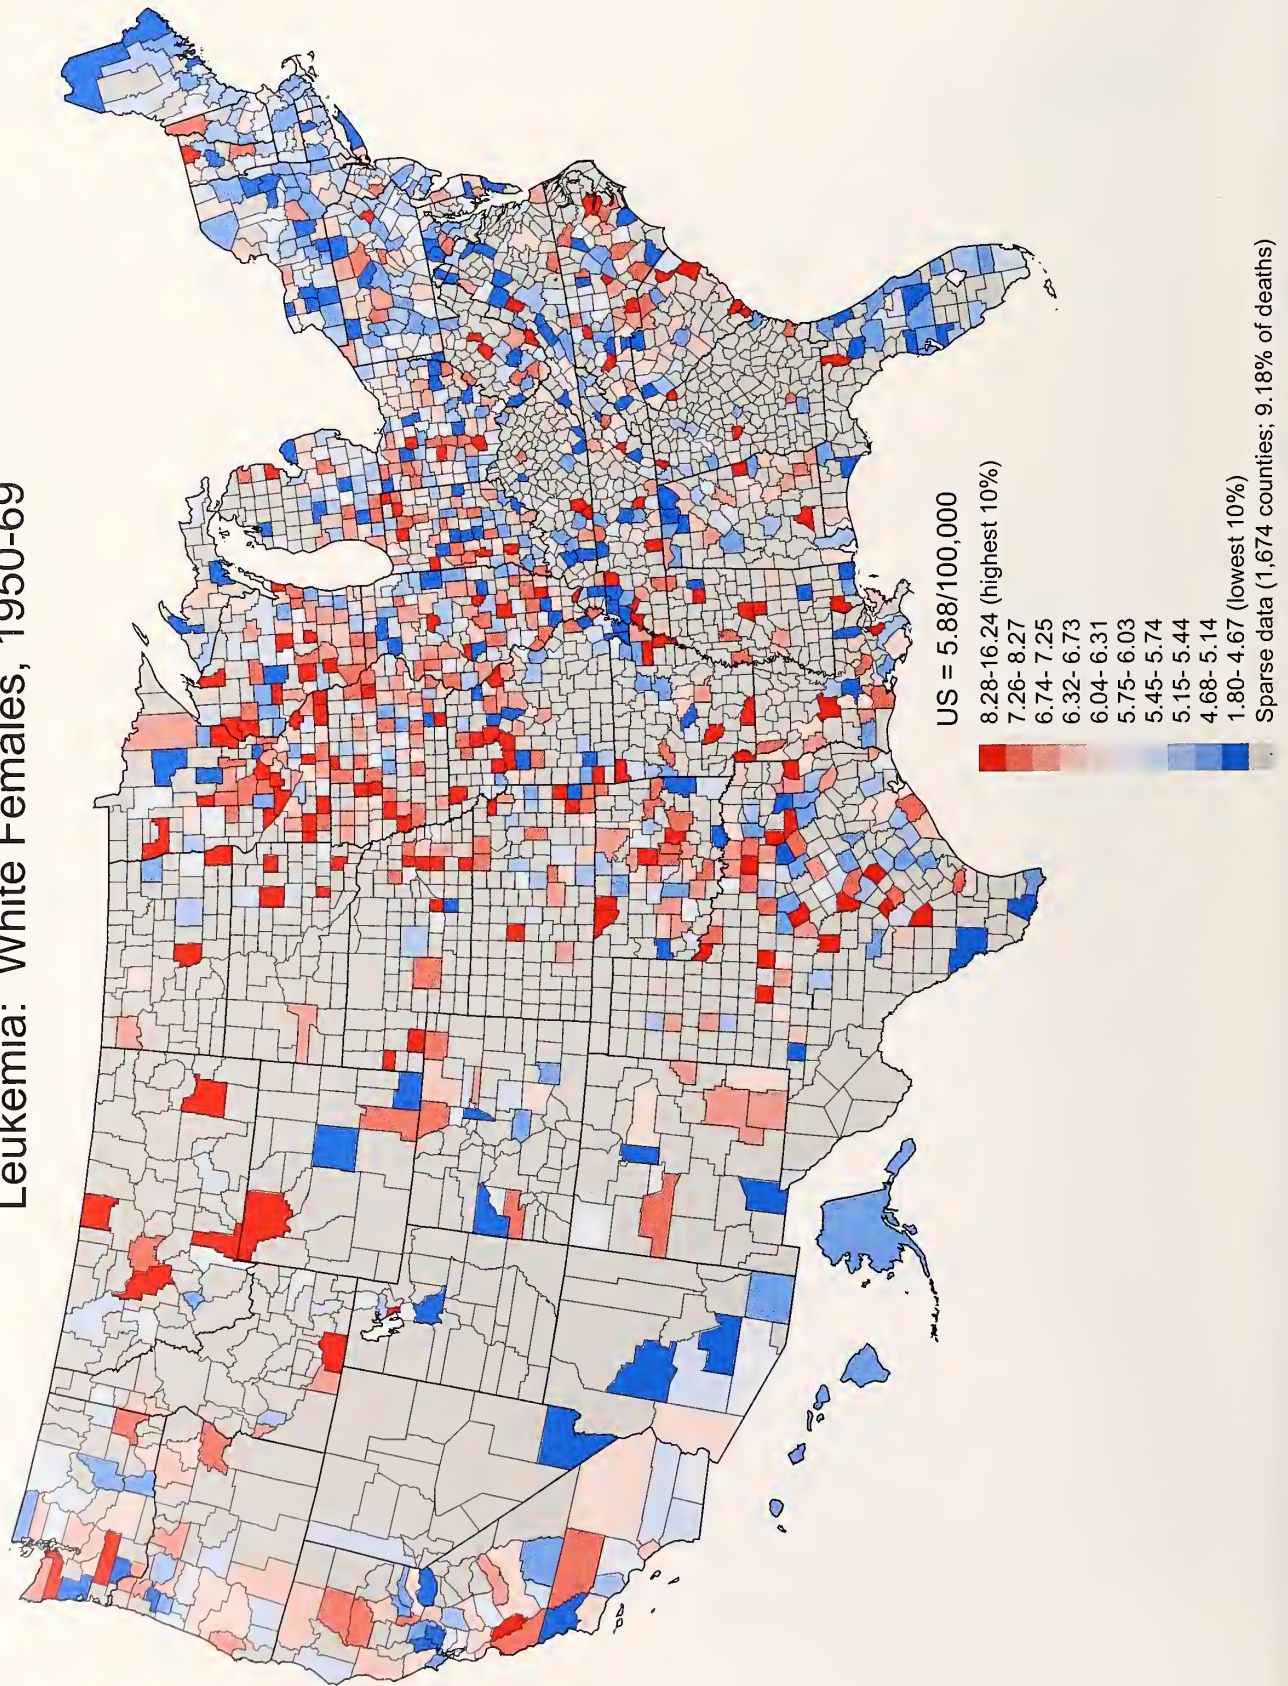 Leukemia: White Females, 1950-69
US = 5.88/100,000
8.28-16.24 (highest 10%)
7.26- 8.27
6.74- 7.25
6.32- 6.73
6.04- 6.31
5.75- 6.03
5.45- 5.74
5.15- 5.44
4.68- 5.14
1.80- 4.67 (lowest 10%)
Sparse data (1,674 counties; 9.18% of deaths)